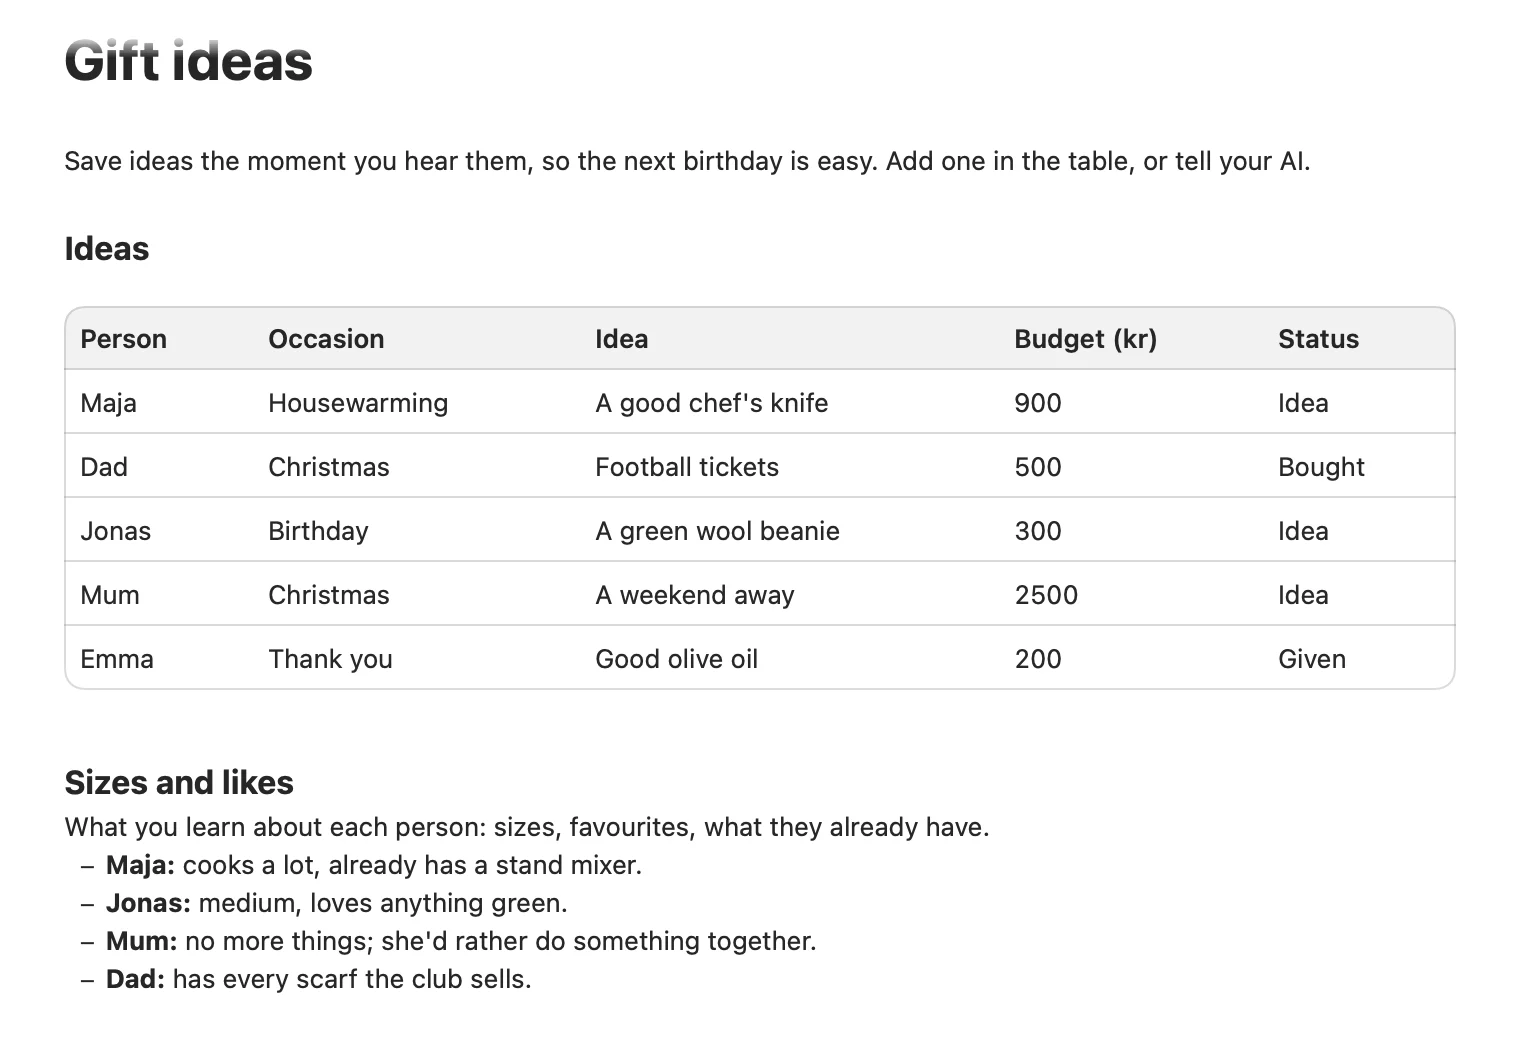 Gift ideas
Save ideas the moment you hear them, so the next birthday is easy. Add one in the table, or tell your AI.
Ideas
Person Occasion Idea Budget (kr) Status
Maja Housewarming A good chef's knife 900 Idea
Dad Christmas Football tickets 500 Bought
Jonas Birthday A green wool beanie 300 Idea
Mum Christmas A weekend away 2500 Idea
Emma Thank you Good olive oil 200 Given
Sizes and likes
What you learn about each person: sizes, favourites, what they already have.
– Maja: cooks a lot, already has a stand mixer.
– Jonas: medium, loves anything green.
– Mum: no more things; she'd rather do something together.
– Dad: has every scarf the club sells.